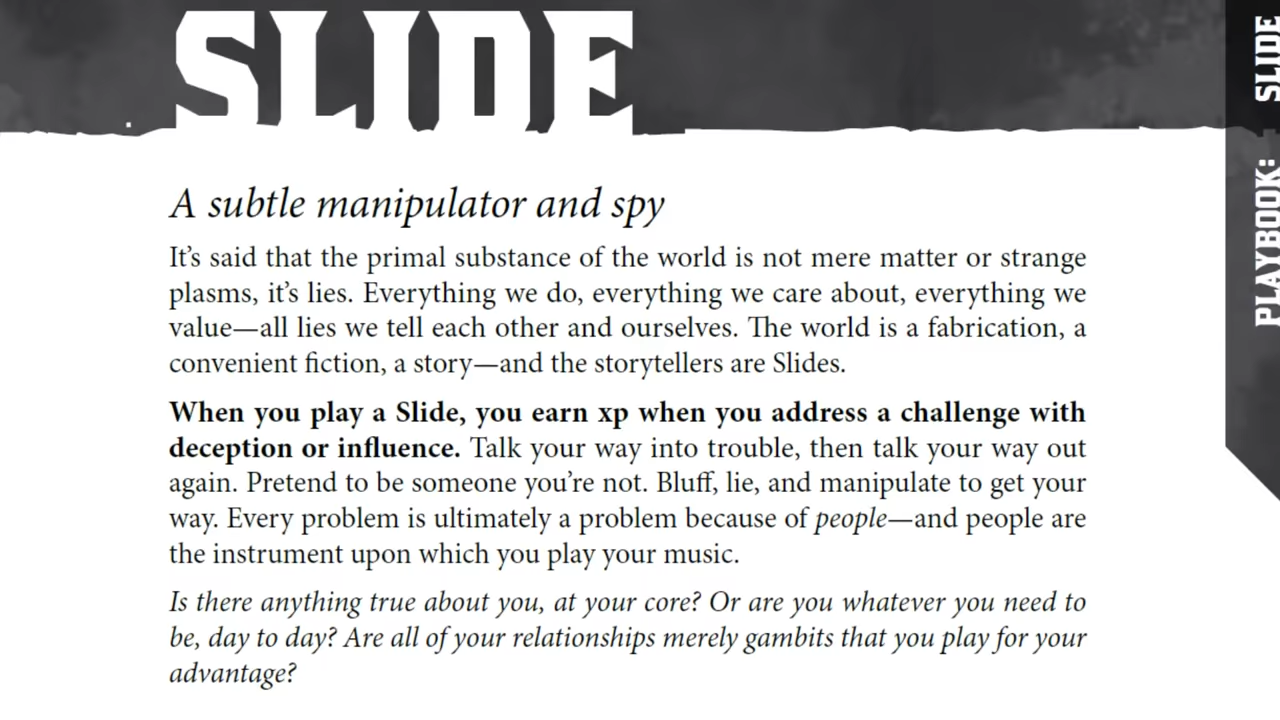 SLIDE
A subtle manipulator and spy
It's said that the primal substance of the world is not mere matter or strange
plasms, it's lies. Everything we do, everything we care about, everything we
value—all lies we tell each other and ourselves. The world is a fabrication, a
convenient fiction, a story—and the storytellers are Slides.
When you play a Slide, you earn xp when you address a challenge with
deception or influence. Talk your way into trouble, then talk your way out
again. Pretend to be someone you're not. Bluff, lie, and manipulate to get your
way. Every problem is ultimately a problem because of people—and people are
the instrument upon which you play your music.
Is there anything true about you, at your core? Or are you whatever you need to
be, day to day? Are all of your relationships merely gambits that you play for your
advantage?
PLAYBOOK: SLIDE